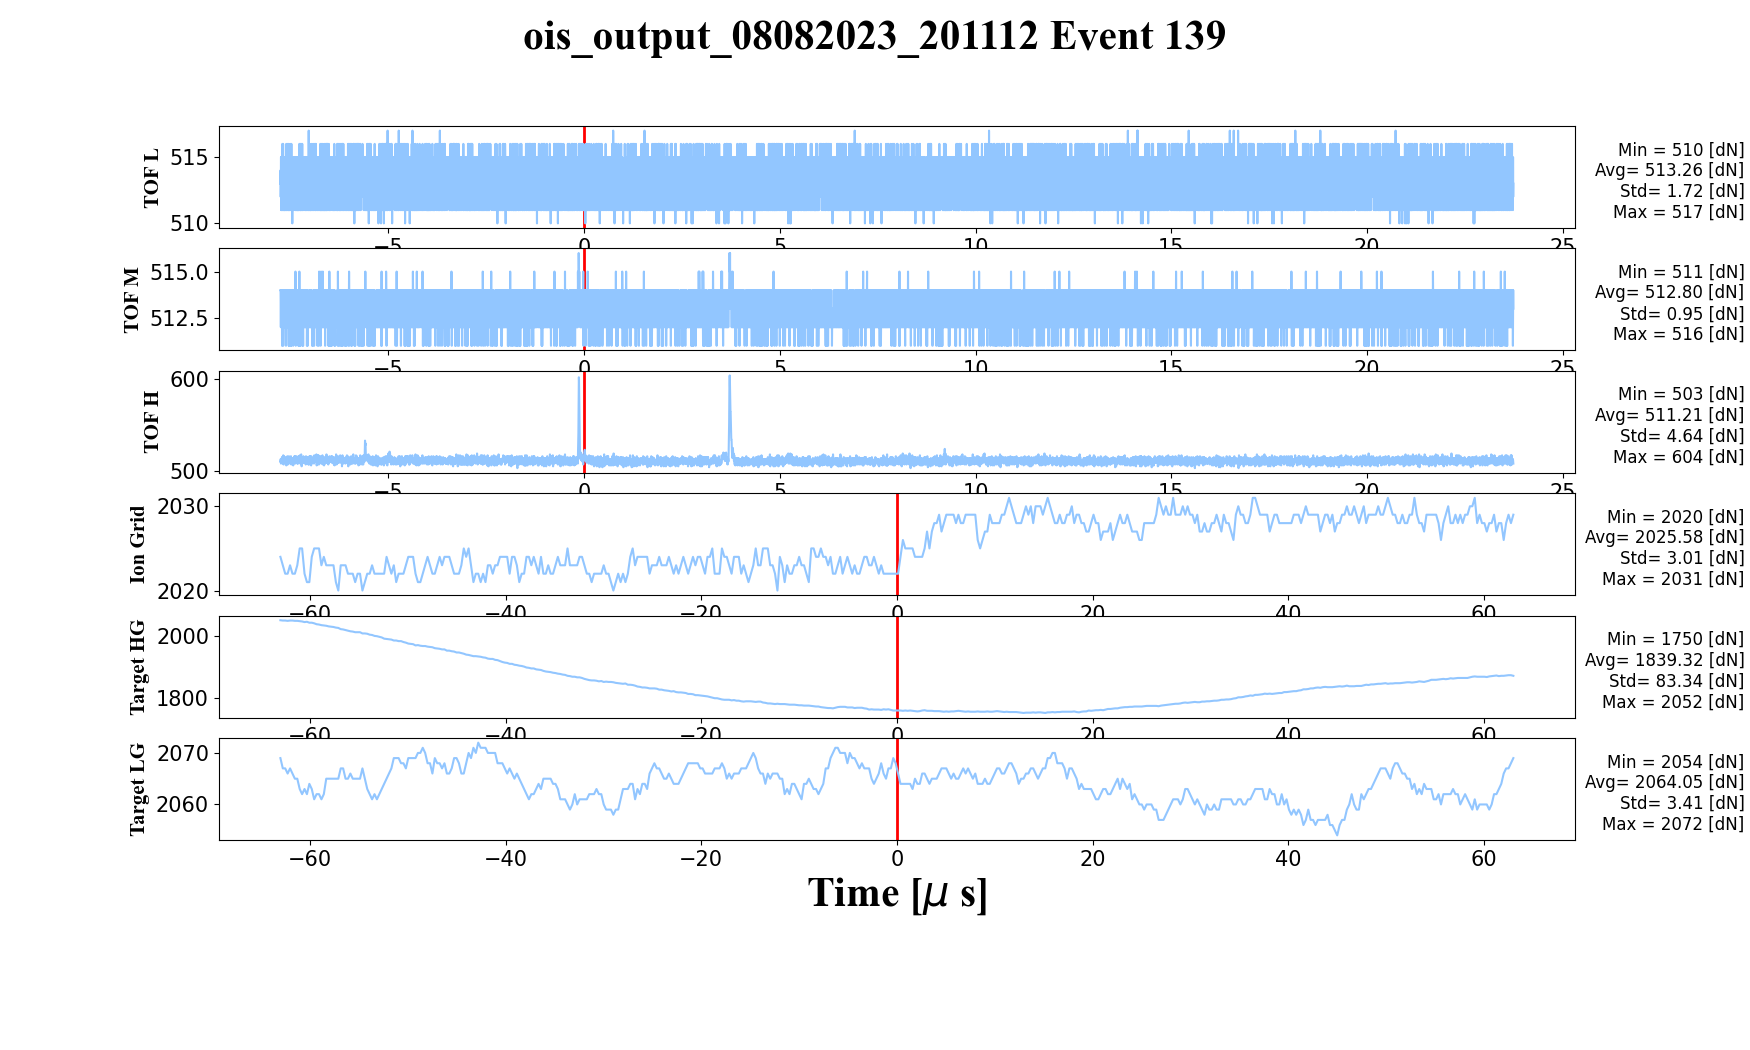 ois_output_08082023_201112 Event 139
TOF L
515
510
−5
0
5
10
15
20
25
Min = 510 [dN]
Avg= 513.26 [dN]
Std= 1.72 [dN]
Max = 517 [dN]
TOF M
515.0
512.5
−5
0
5
10
15
20
25
Min = 511 [dN]
Avg= 512.80 [dN]
Std= 0.95 [dN]
Max = 516 [dN]
TOF H
600
500
−5
0
5
10
15
20
25
Min = 503 [dN]
Avg= 511.21 [dN]
Std= 4.64 [dN]
Max = 604 [dN]
Ion Grid
2030
2020
−60
−40
−20
0
20
40
60
Min = 2020 [dN]
Avg= 2025.58 [dN]
Std= 3.01 [dN]
Max = 2031 [dN]
Target HG
2000
1800
−60
−40
−20
0
20
40
60
Min = 1750 [dN]
Avg= 1839.32 [dN]
Std= 83.34 [dN]
Max = 2052 [dN]
Target LG
2070
2060
−60
−40
−20
0
20
40
60
Min = 2054 [dN]
Avg= 2064.05 [dN]
Std= 3.41 [dN]
Max = 2072 [dN]
Time [μ s]